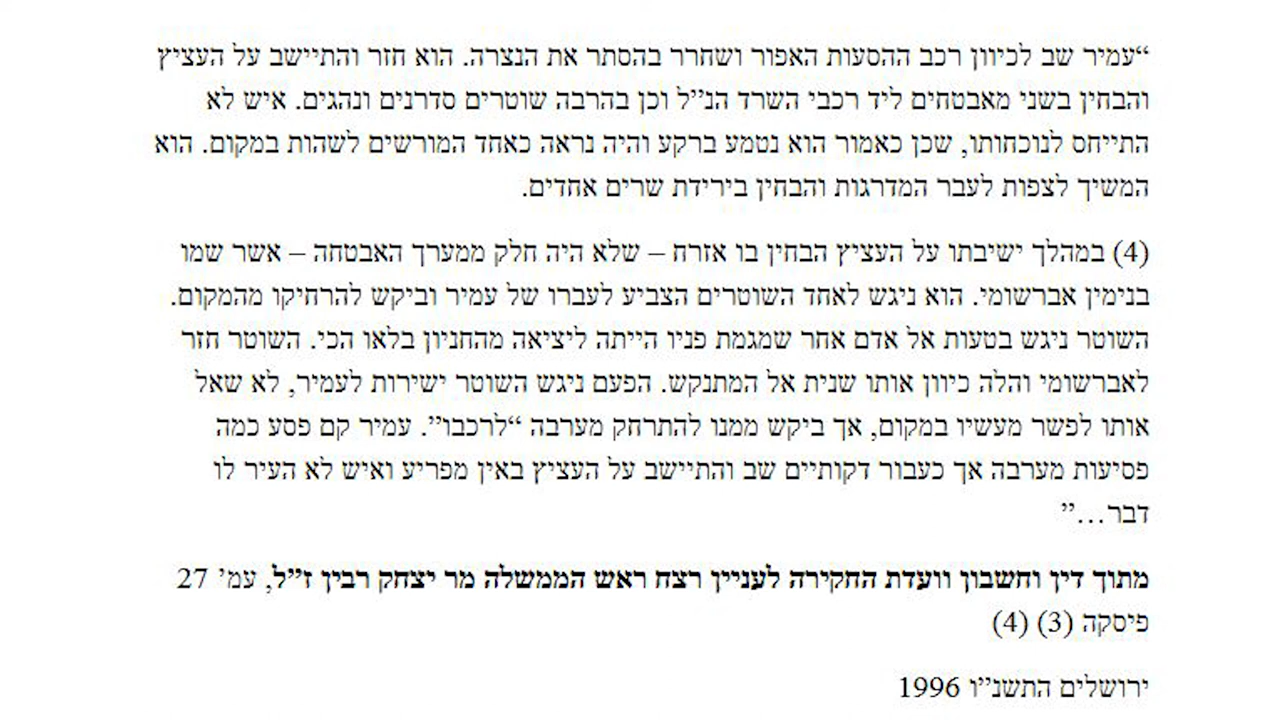 “עמיר שב לכיוון רכב ההסעות האפור ושחרר בהסתר את הנצרה. הוא חזר והתיישב על העציץ
והבחין בשני מאבטחים ליד רכבי השרד הנ”ל וכן בהרבה שוטרים סדרנים ונהגים. איש לא
התייחס לנוכחותו, שכן כאמור הוא נטמע ברקע והיה נראה כאחד המורשים לשהות במקום. הוא
המשיך לצפות לעבר המדרגות והבחין בירידת שרים אחדים.
(4) במהלך ישיבתו על העציץ הבחין בו אזרח – שלא היה חלק ממערך האבטחה – אשר שמו
בנימין אברשומי. הוא ניגש לאחד השוטרים הצביע לעברו של עמיר וביקש להרחיקו מהמקום.
השוטר ניגש בטעות אל אדם אחר שמגמת פניו הייתה ליציאה מהחניון בלאו הכי. השוטר חזר
לאברשומי והלה כיוון אותו שנית אל המתנקש. הפעם ניגש השוטר ישירות לעמיר, לא שאל
אותו לפשר מעשיו במקום, אך ביקש ממנו להתרחק מערבה “לרכבו”. עמיר קם פסע כמה
פסיעות מערבה אך כעבור דקותיים שב והתיישב על העציץ באין מפריע ואיש לא העיר לו
דבר…”
מתוך דין וחשבון וועדת החקירה לעניין רצח ראש הממשלה מר יצחק רבין ז”ל, עמ’ 27
פיסקה (3) (4)
ירושלים התשנ”ו 1996